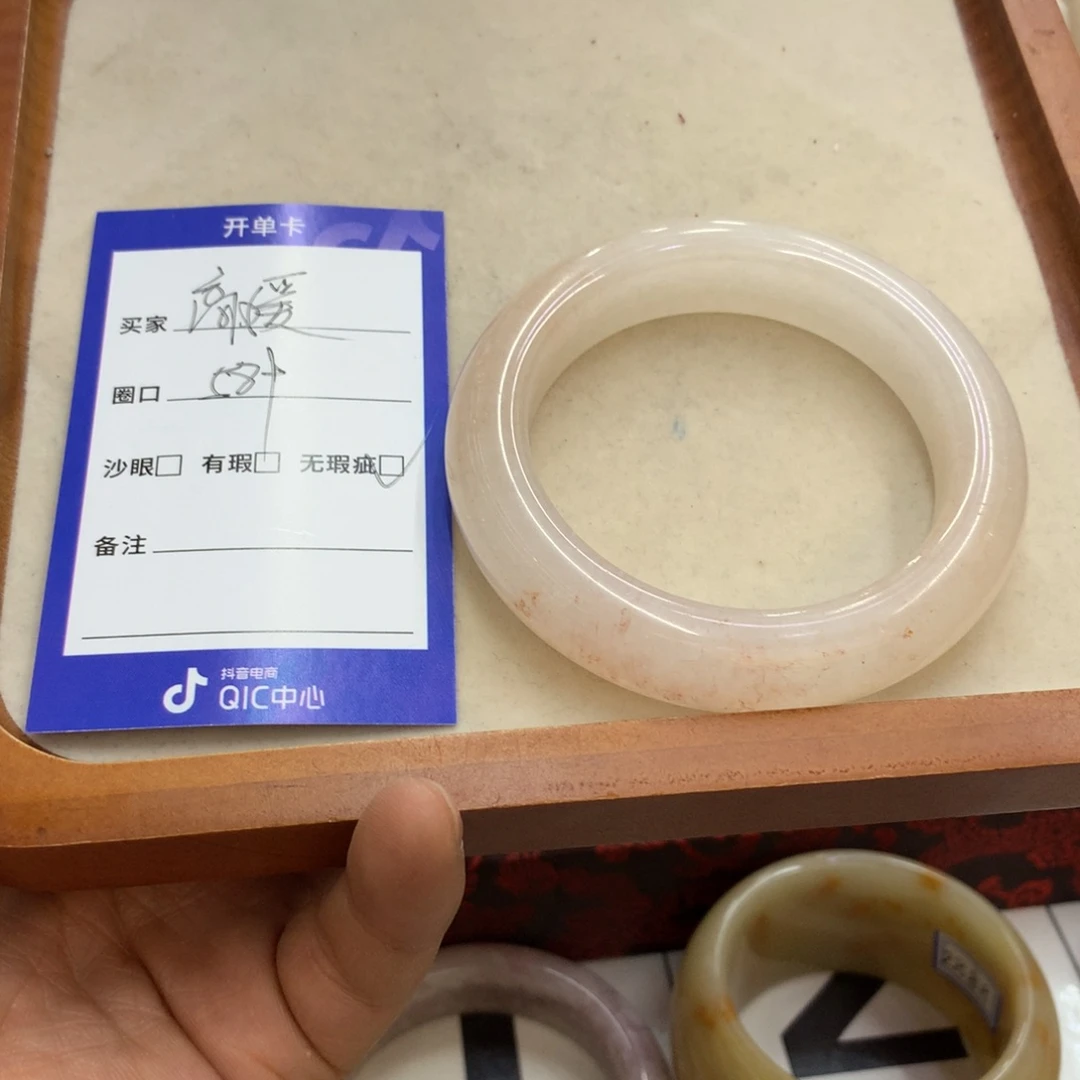 开单卡
买家
圈口 58+
沙眼□ 有瑕□ 无瑕疵□
备注
抖音电商
QIC中心